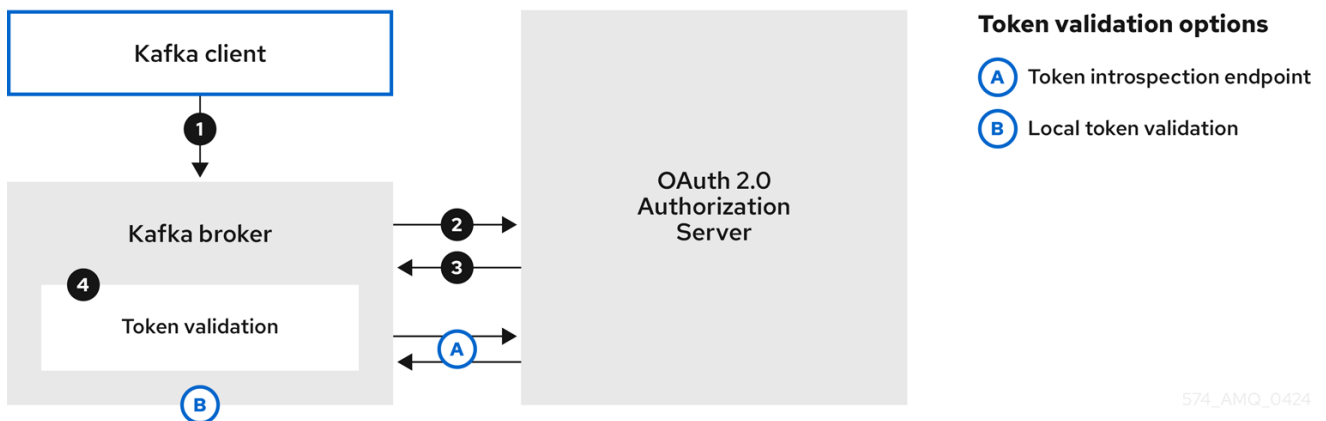 Kafka client
1
Kafka broker
2
3
4
Token validation
A
B
OAuth 2.0
Authorization
Server
Token validation options
A Token introspection endpoint
B Local token validation
574_AMQ_0424